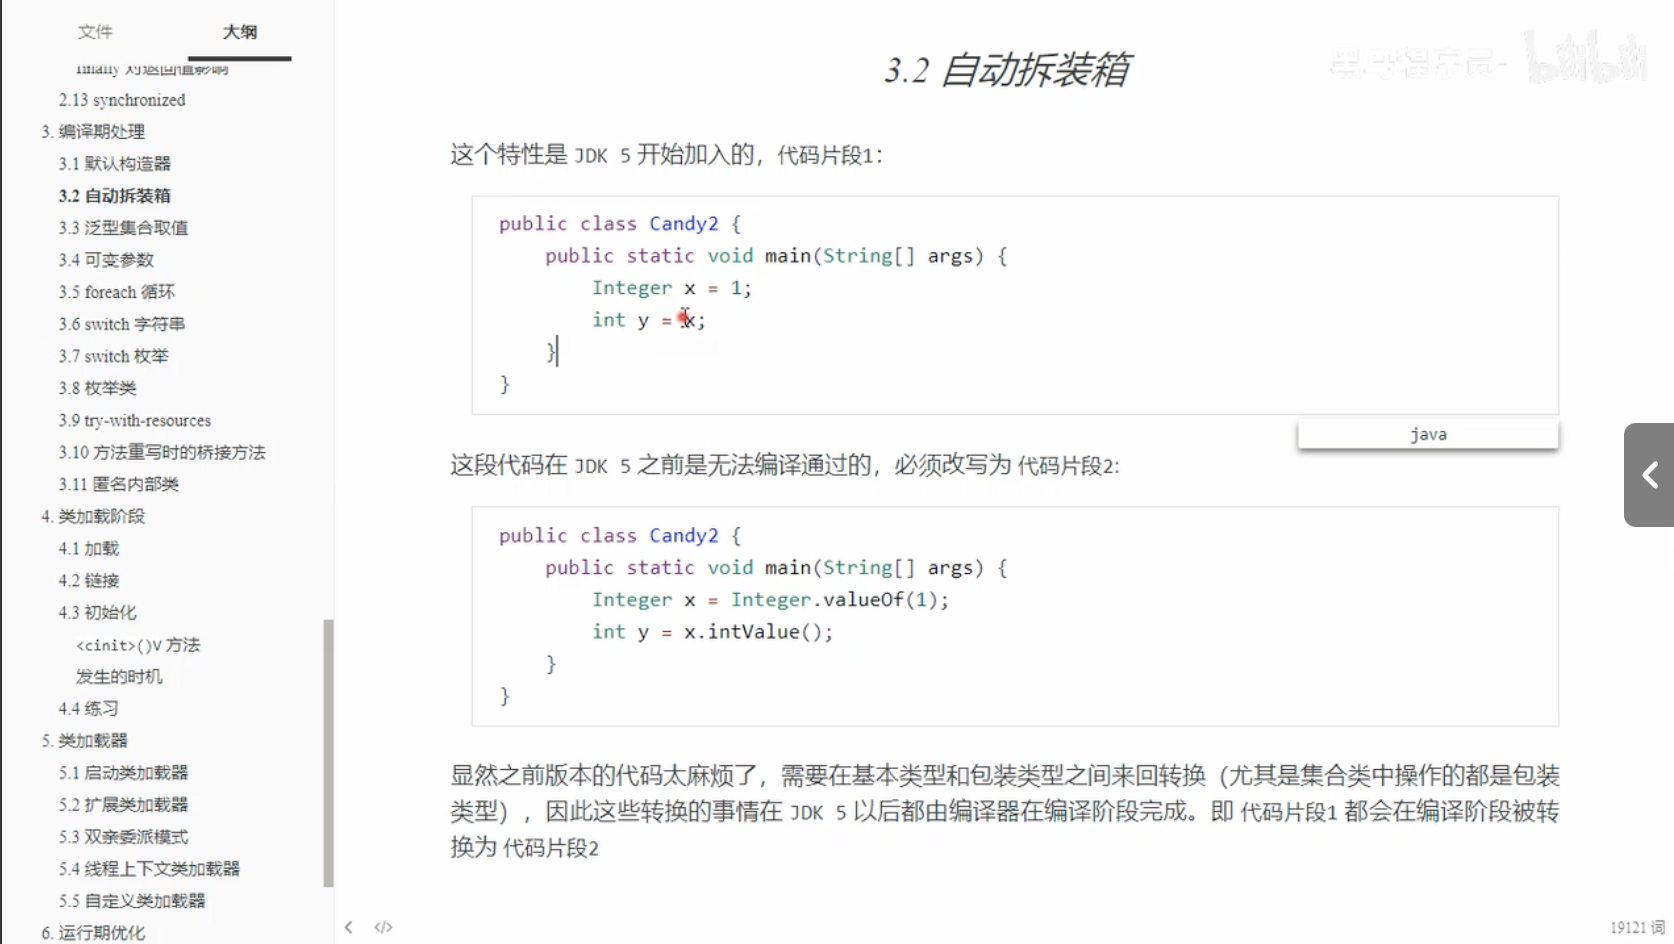 文件 大纲
finally 对返回值影响
2.13 synchronized
3. 编译期处理
3.1 默认构造器
3.2 自动拆装箱
3.3 泛型集合取值
3.4 可变参数
3.5 foreach 循环
3.6 switch 字符串
3.7 switch 枚举
3.8 枚举类
3.9 try-with-resources
3.10 方法重写时的桥接方法
3.11 匿名内部类
4. 类加载阶段
4.1 加载
4.2 链接
4.3 初始化
<cinit>()V 方法
发生的时机
4.4 练习
5. 类加载器
5.1 启动类加载器
5.2 扩展类加载器
5.3 双亲委派模式
5.4 线程上下文类加载器
5.5 自定义类加载器
6. 运行期优化
黑马程序员- bilibili
3.2 自动拆装箱
这个特性是 JDK 5 开始加入的，代码片段1：
public class Candy2 {
    public static void main(String[] args) {
        Integer x = 1;
        int y = x;
    }
}
java
这段代码在 JDK 5 之前是无法编译通过的，必须改写为 代码片段2:
public class Candy2 {
    public static void main(String[] args) {
        Integer x = Integer.valueOf(1);
        int y = x.intValue();
    }
}
显然之前版本的代码太麻烦了，需要在基本类型和包装类型之间来回转换（尤其是集合类中操作的都是包装
类型），因此这些转换的事情在 JDK 5 以后都由编译器在编译阶段完成。即 代码片段1 都会在编译阶段被转
换为 代码片段2
</> 19121 词